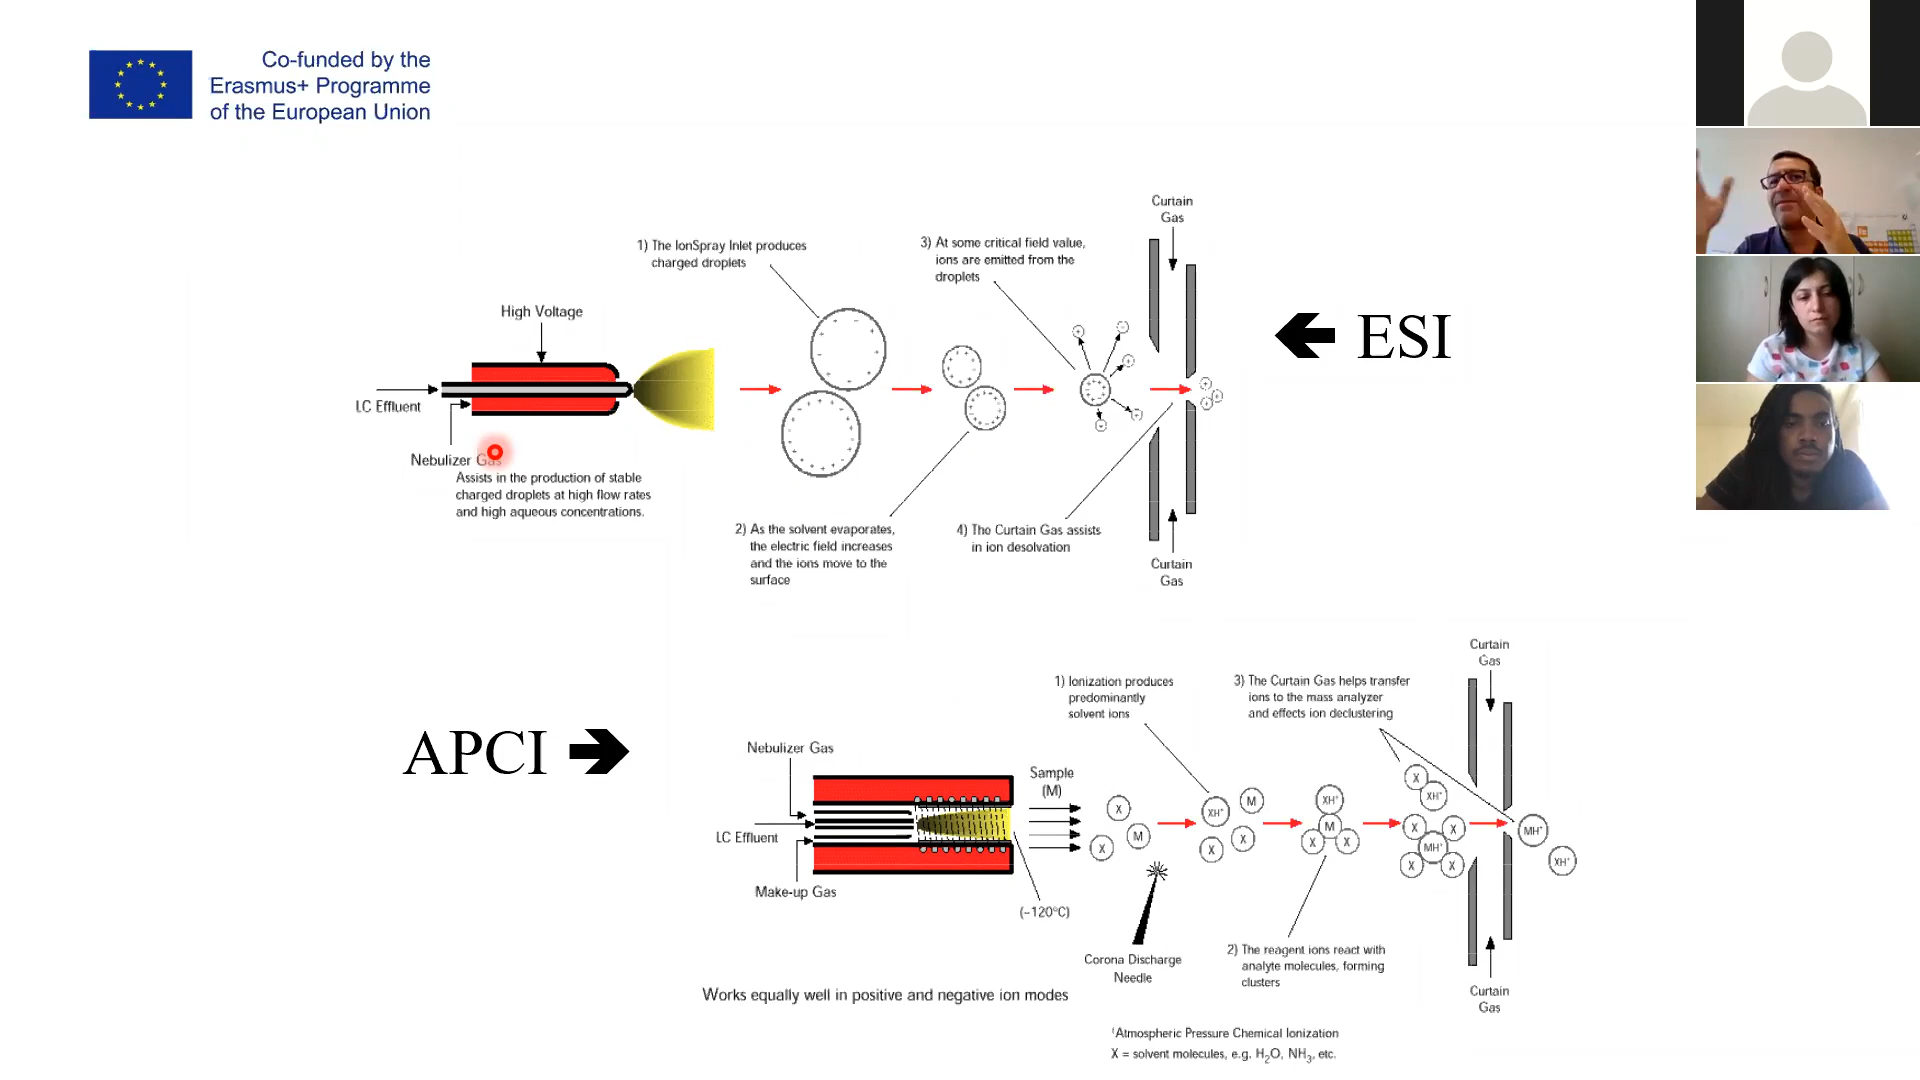 Co-funded by the
Erasmus+ Programme
of the European Union
Curtain
Gas
1) The IonSpray Inlet produces
charged droplets
3) At some critical field value,
ions are emitted from the
droplets
High Voltage
ESI
LC Effluent
Nebulizer Gas
Assists in the production of stable
charged droplets at high flow rates
and high aqueous concentrations.
2) As the solvent evaporates,
the electric field increases
and the ions move to the
surface
4) The Curtain Gas assists
in ion desolvation
Curtain
Gas
APCI
Curtain
Gas
1) Ionization produces
predominantly
solvent ions
3) The Curtain Gas helps transfer
ions to the mass analyzer
and effects ion declustering
Nebulizer Gas
Sample
(M)
LC Effluent
Make-up Gas
(~120°C)
X
M
X
XH+
M
X
X
XH+
M
X
X
X
XH+
X
X
MH+
X
X
MH+
XH+
Corona Discharge
Needle
2) The reagent ions react with
analyte molecules, forming
clusters
Curtain
Gas
Works equally well in positive and negative ion modes
†Atmospheric Pressure Chemical Ionization
X = solvent molecules, e.g. H2O, NH3, etc.